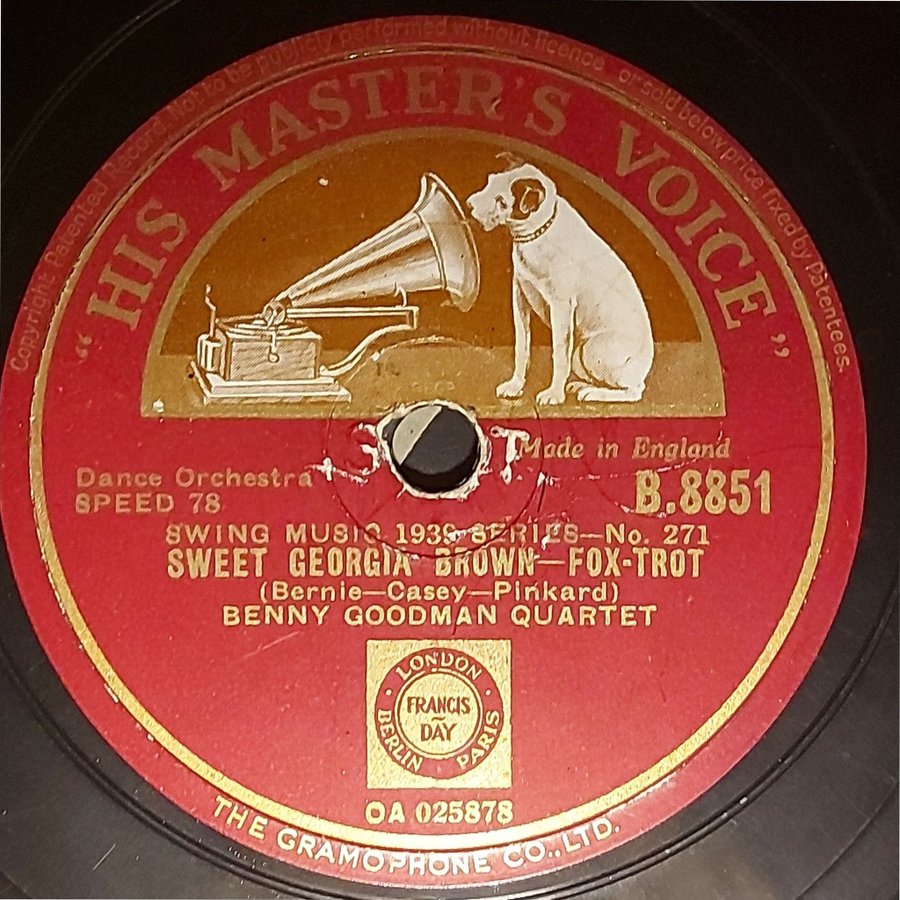 Copyright. Patented Record. Not to be publicly performed without licence, or sold below price fixed by Patentees.
"HIS MASTER'S VOICE"
Made in England
Dance Orchestra
SPEED 78
B.8851
SWING MUSIC 1939 SERIES—No. 271
SWEET GEORGIA BROWN—FOX-TROT
(Bernie—Casey—Pinkard)
BENNY GOODMAN QUARTET
LONDON
FRANCIS
~
DAY
BERLIN · PARIS
OA 025878
THE GRAMOPHONE CO., LTD.